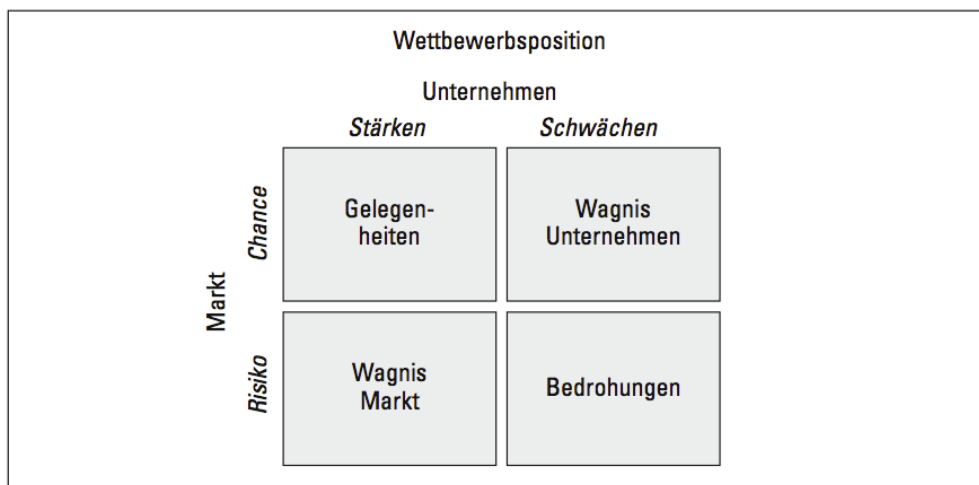 Wettbewerbsposition
Unternehmen
Stärken
Schwächen
Markt
Chance
Gelegen-
heiten
Wagnis
Unternehmen
Risiko
Wagnis
Markt
Bedrohungen